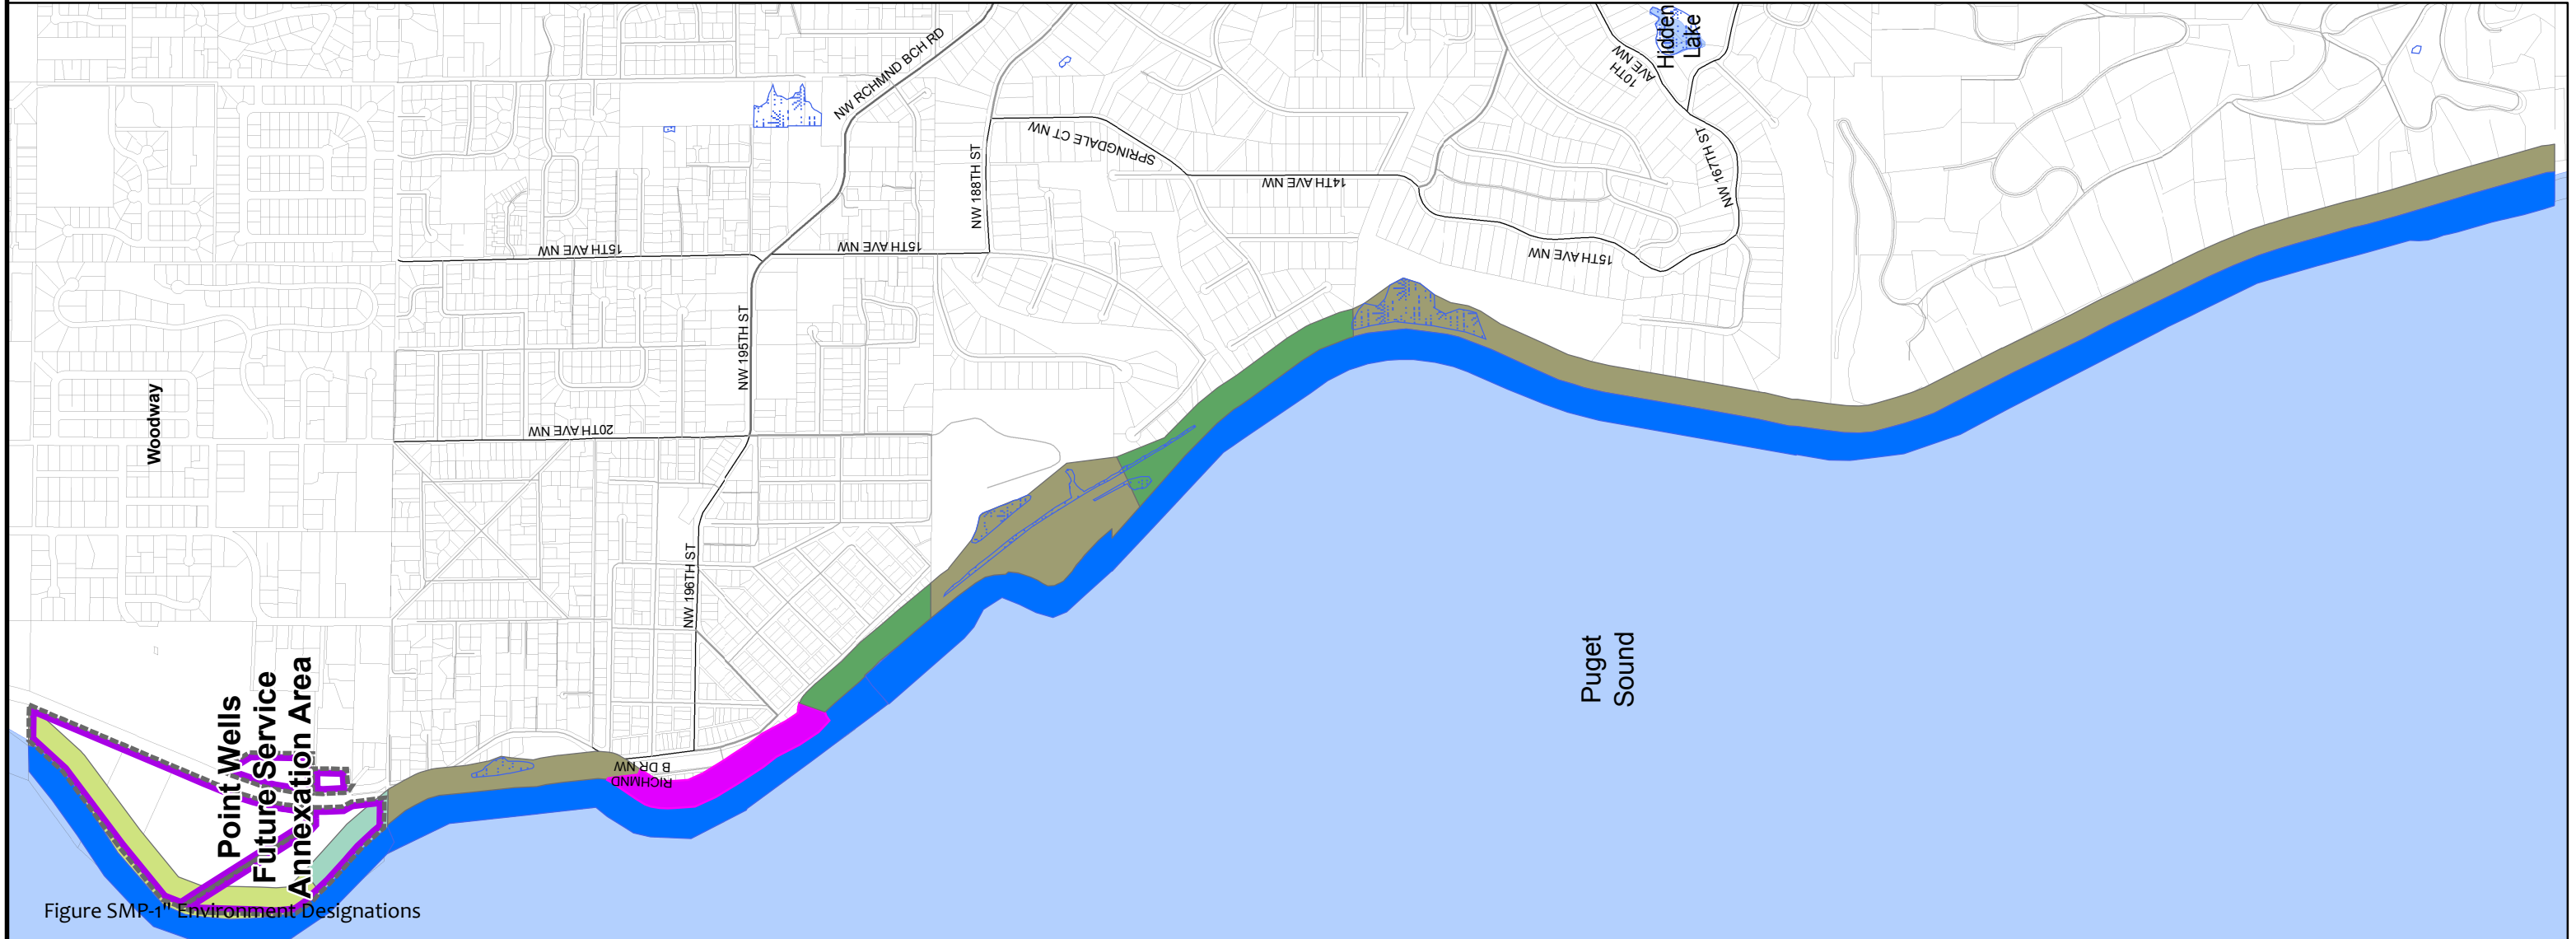 NW RCHMND BCH RD
Hidden
Lake
10TH
AVE NW
SPRINGDALE CT NW
NW 188TH ST
14TH AVE NW
NW 167TH ST
15TH AVE NW
15TH AVE NW
15TH AVE NW
NW 195TH ST
Woodway
20TH AVE NW
NW 196TH ST
Puget
Sound
Point Wells
Future Service
Annexation Area
RICHMND
B DR NW
Figure SMP-1" Environment Designations